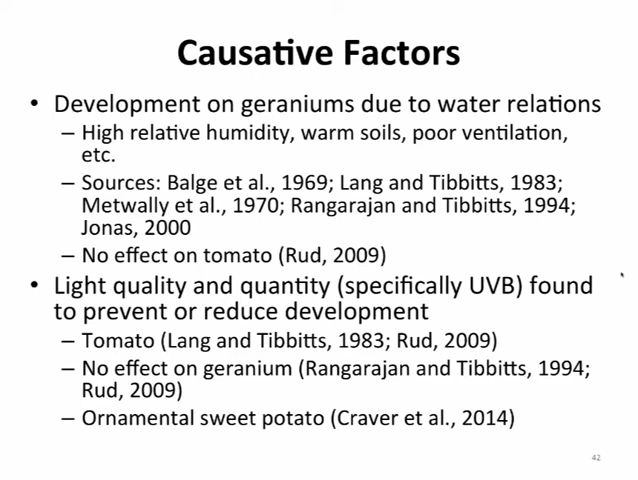 Causative Factors
• Development on geraniums due to water relations
– High relative humidity, warm soils, poor ventilation,
etc.
– Sources: Balge et al., 1969; Lang and Tibbitts, 1983;
Metwally et al., 1970; Rangarajan and Tibbitts, 1994;
Jonas, 2000
– No effect on tomato (Rud, 2009)
• Light quality and quantity (specifically UVB) found
to prevent or reduce development
– Tomato (Lang and Tibbitts, 1983; Rud, 2009)
– No effect on geranium (Rangarajan and Tibbitts, 1994;
Rud, 2009)
– Ornamental sweet potato (Craver et al., 2014)
42